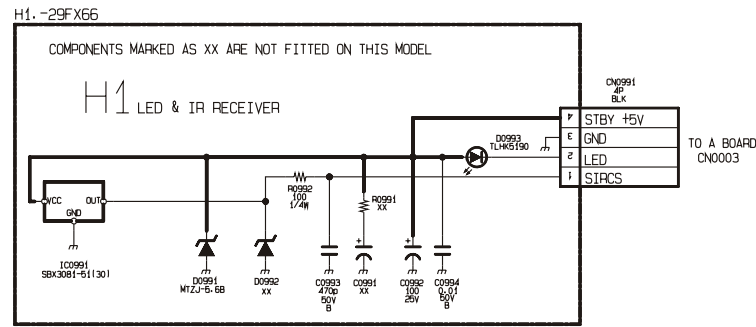 H1.-29FX66
COMPONENTS MARKED AS XX ARE NOT FITTED ON THIS MODEL
H1 LED & IR RECEIVER
CN0991
4P
BLK
4 STBY +5V
3 GND
2 LED
1 SIRCS
TO A BOARD
CN0003
D0993
TLHK5190
R0992
100
1/4W
R0991
XX
VCC
OUT
GND
IC0991
SBX3081-51(30)
D0991
MTZJ-5.6B
D0992
XX
C0993
470p
50V
B
C0991
XX
C0992
100
25V
C0994
0.01
50V
B